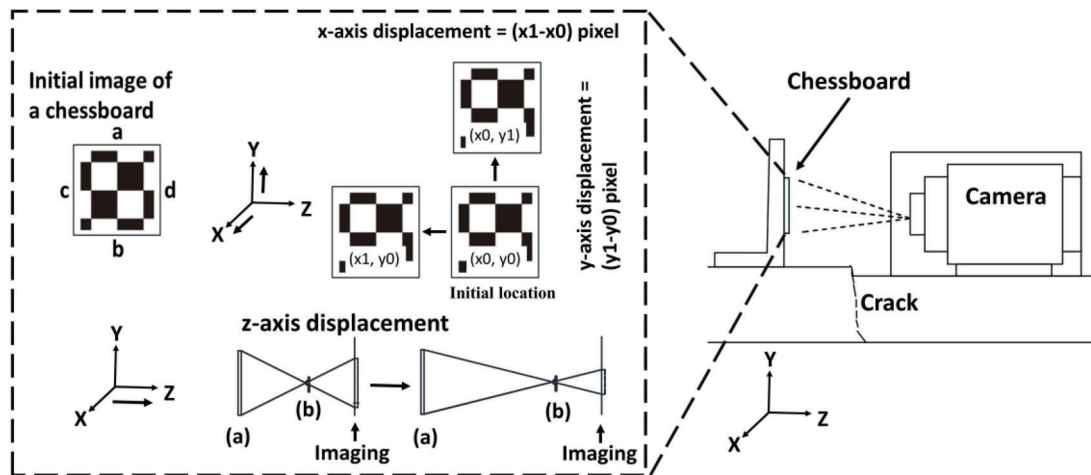 x-axis displacement = (x1-x0) pixel
Initial image of
a chessboard
a
c
d
b
Y
Z
X
(x0, y1)
(x1, y0)
(x0, y0)
Initial location
y-axis displacement =
(y1-y0) pixel
z-axis displacement
Y
Z
X
(a)
(b)
Imaging
(a)
(b)
Imaging
Chessboard
Camera
Crack
Y
Z
X